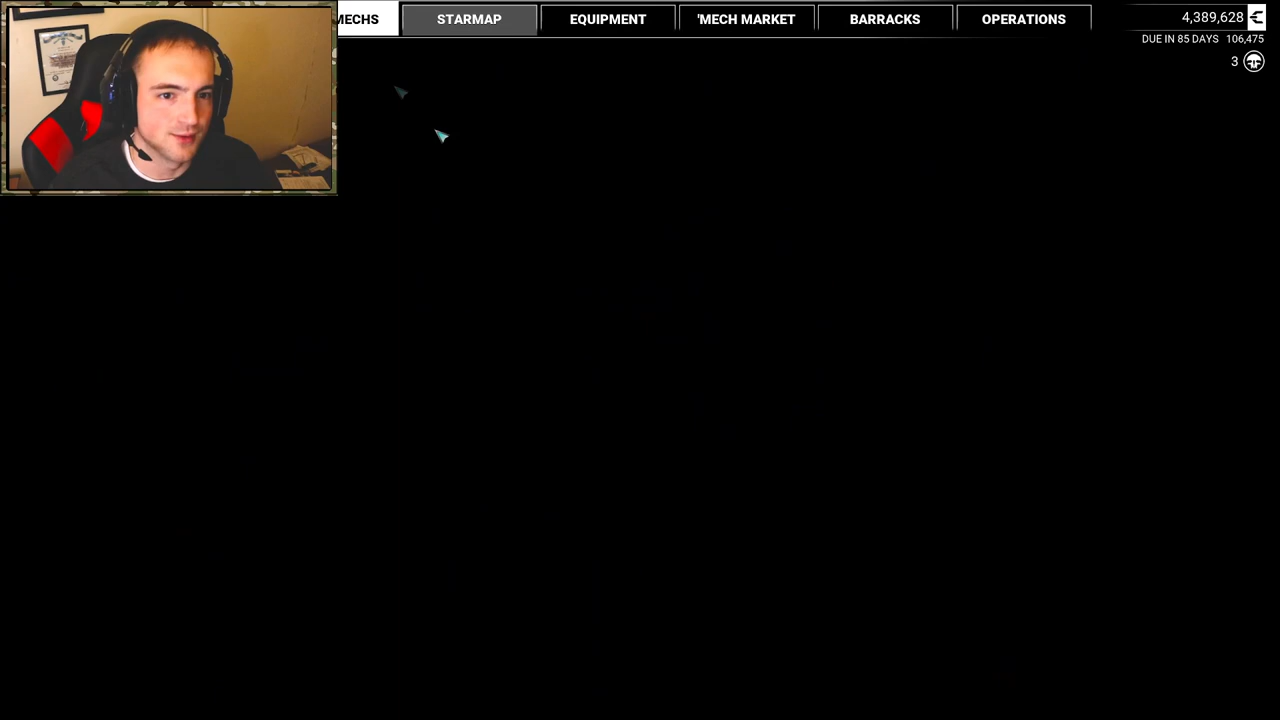 MECHS
STARMAP
EQUIPMENT
'MECH MARKET
BARRACKS
OPERATIONS
4,389,628
DUE IN 85 DAYS 106,475
3